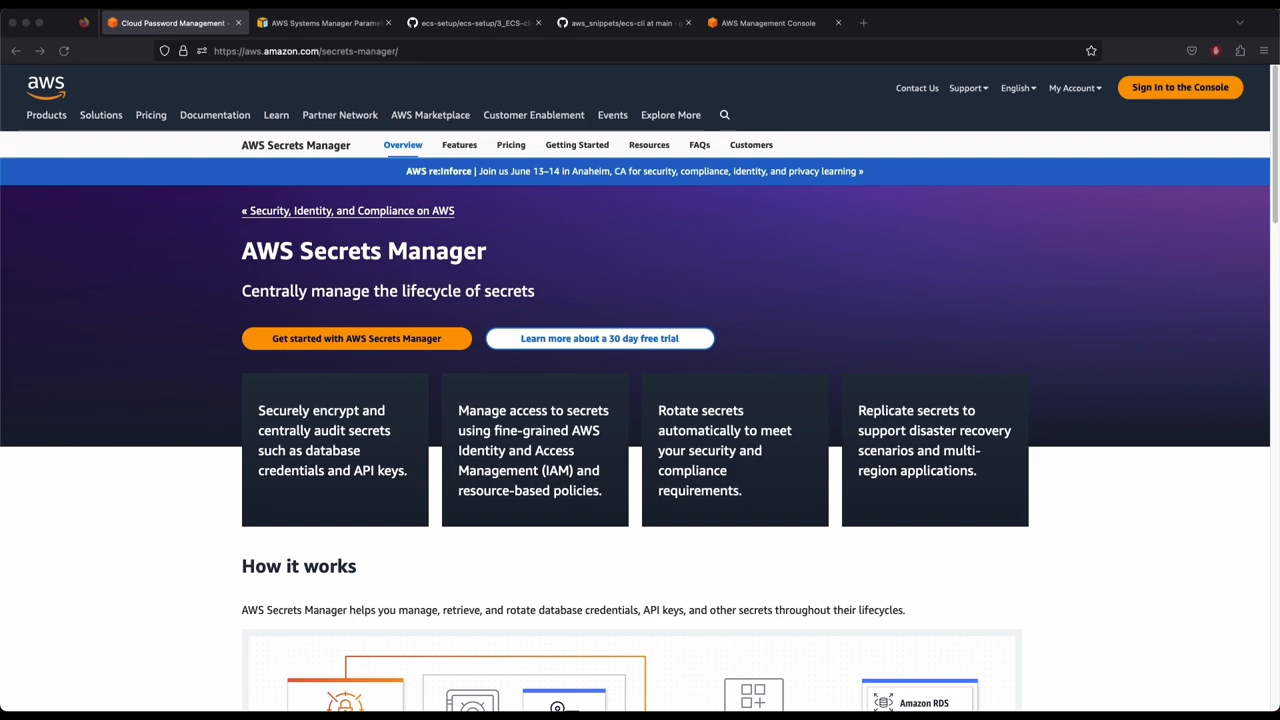 Cloud Password Management -
AWS Systems Manager Parame
ecs-setup/ecs-setup/3_ECS-cl
aws_snippets/ecs-cli at main · g
AWS Management Console
https://aws.amazon.com/secrets-manager/
aws
Contact Us
Support
English
My Account
Sign In to the Console
Products
Solutions
Pricing
Documentation
Learn
Partner Network
AWS Marketplace
Customer Enablement
Events
Explore More
AWS Secrets Manager
Overview
Features
Pricing
Getting Started
Resources
FAQs
Customers
AWS re:Inforce | Join us June 13–14 in Anaheim, CA for security, compliance, identity, and privacy learning »
« Security, Identity, and Compliance on AWS
AWS Secrets Manager
Centrally manage the lifecycle of secrets
Get started with AWS Secrets Manager
Learn more about a 30 day free trial
Securely encrypt and
centrally audit secrets
such as database
credentials and API keys.
Manage access to secrets
using fine-grained AWS
Identity and Access
Management (IAM) and
resource-based policies.
Rotate secrets
automatically to meet
your security and
compliance
requirements.
Replicate secrets to
support disaster recovery
scenarios and multi-
region applications.
How it works
AWS Secrets Manager helps you manage, retrieve, and rotate database credentials, API keys, and other secrets throughout their lifecycles.
Amazon RDS